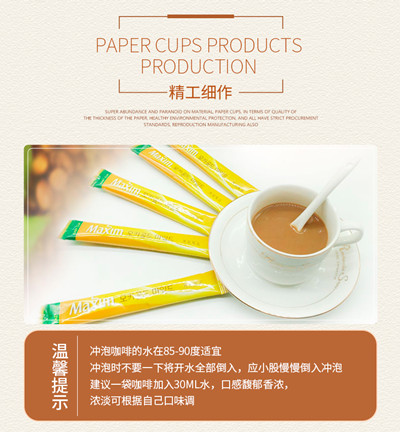 PAPER CUPS PRODUCTS
PRODUCTION
精工细作
SUPER ABUNDANCE AND PARANOID ON MATERIAL, PAPER CUPS, IN TERMS OF QUALITY OF
THE THICKNESS OF THE PAPER, HEALTHY ENVIRONMENTAL PROTECTION, AND ALL HAVE STRICT PROCUREMENT
STANDARDS, REPRODUCTION MANUFACTURING ALSO
Maxim
Maxim
Maxim
温馨提示
冲泡咖啡的水在85-90度适宜
冲泡时不要一下将开水全部倒入，应小股慢慢倒入冲泡
建议一袋咖啡加入30ML水，口感馥郁香浓，
浓淡可根据自己口味调